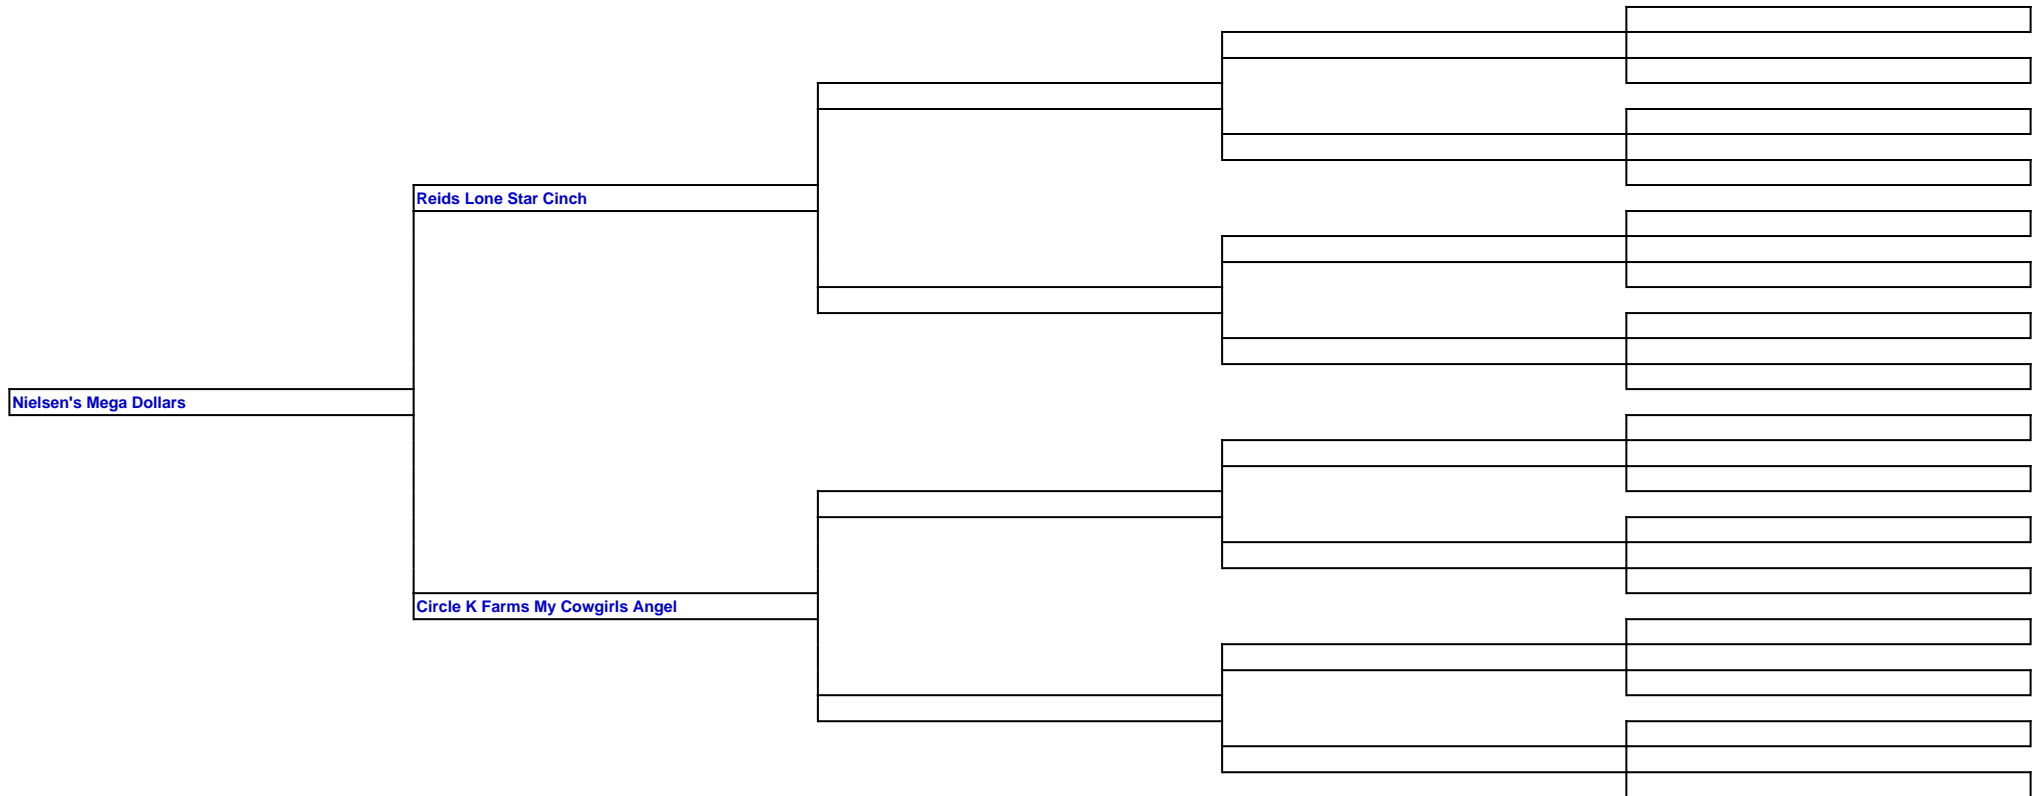 Reids Lone Star Cinch
Nielsen's Mega Dollars
Circle K Farms My Cowgirls Angel